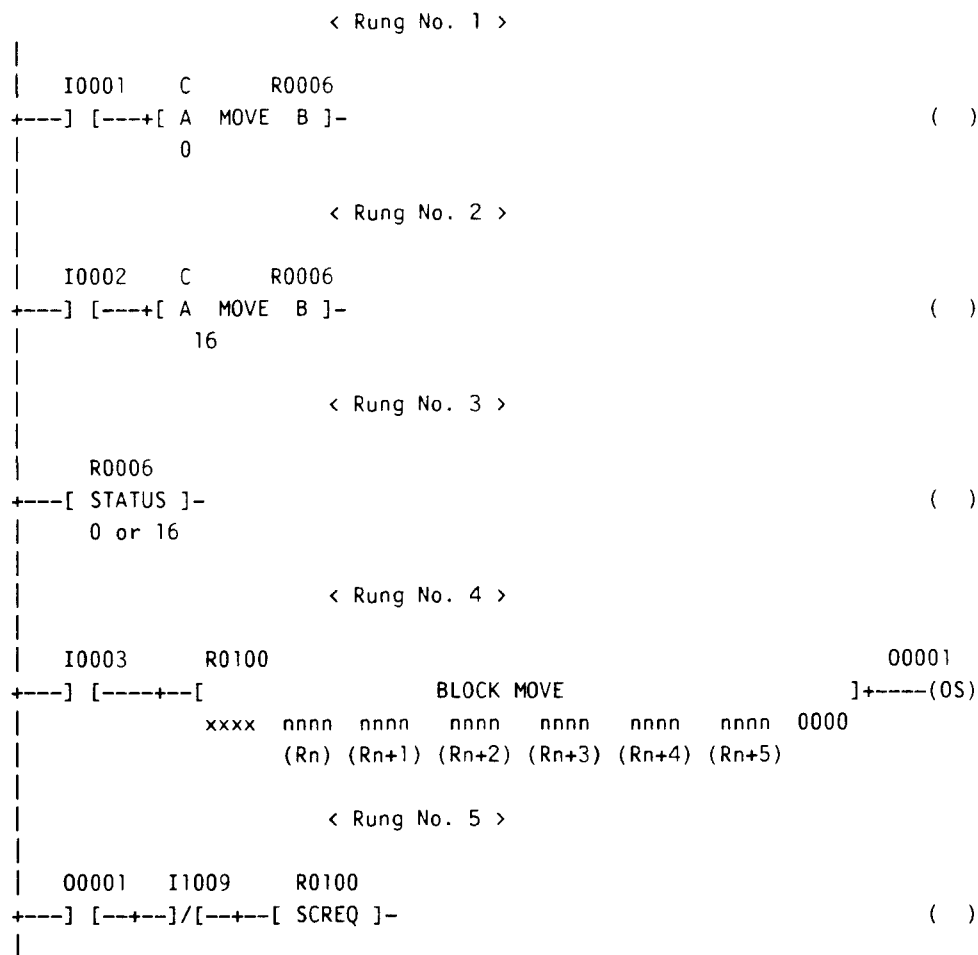 < Rung No. 1 >
I0001 C R0006
+---] [---+[ A MOVE B ]- ( )
0
< Rung No. 2 >
I0002 C R0006
+---] [---+[ A MOVE B ]- ( )
16
< Rung No. 3 >
R0006
+---[ STATUS ]- ( )
0 or 16
< Rung No. 4 >
I0003 R0100 O0001
+---] [----+--[ BLOCK MOVE ]+----(OS)
xxxx nnnn nnnn nnnn nnnn nnnn nnnn 0000
(Rn) (Rn+1) (Rn+2) (Rn+3) (Rn+4) (Rn+5)
< Rung No. 5 >
O0001 I1009 R0100
+---] [--+--]/[--+--[ SCREQ ]- ( )